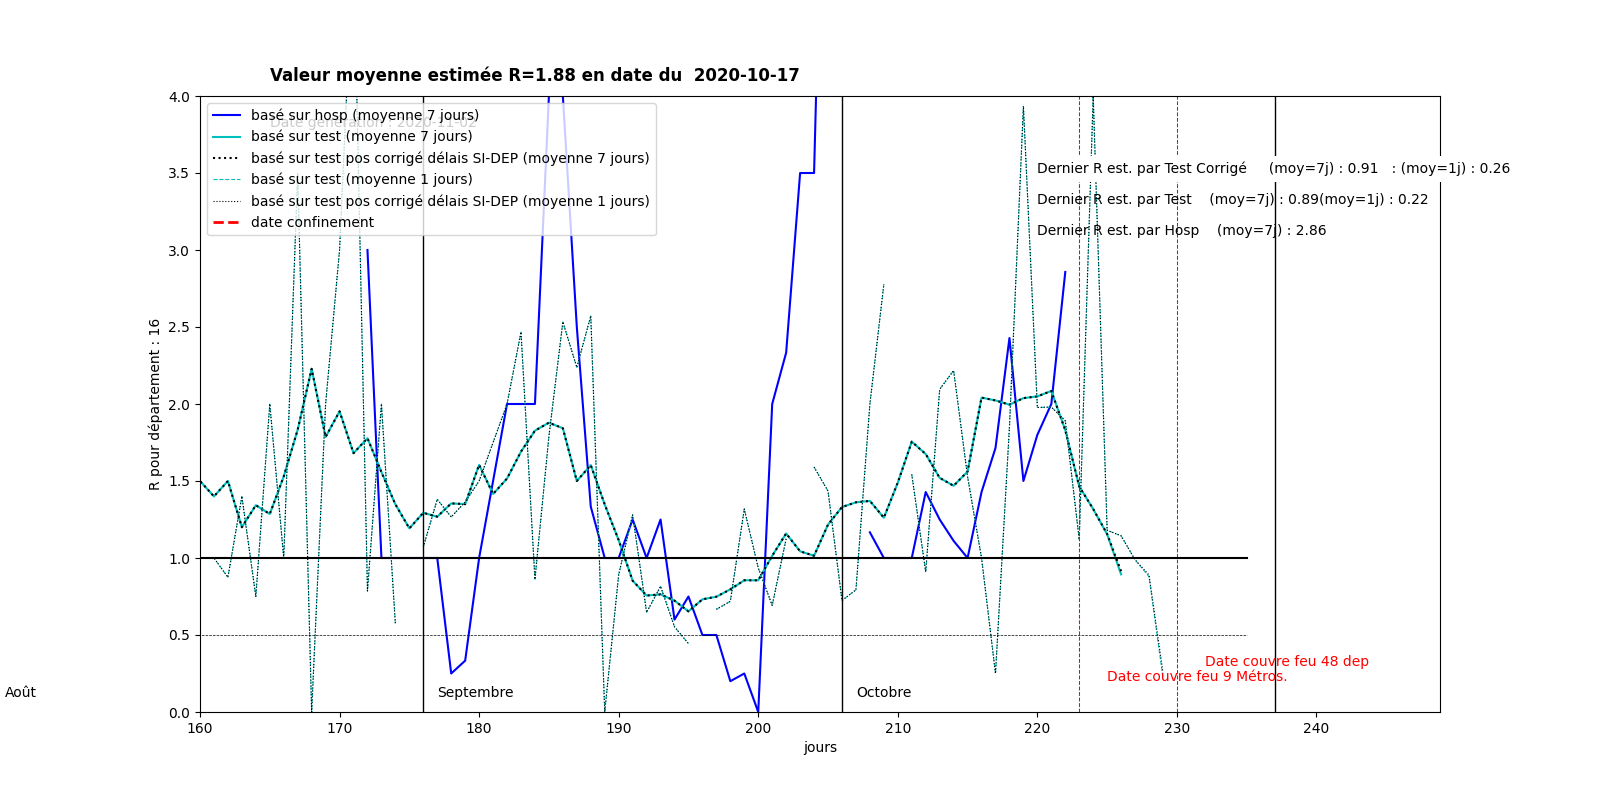 Valeur moyenne estimée R=1.88 en date du 2020-10-17
Date génération : 2020-11-02
basé sur hosp (moyenne 7 jours)
basé sur test (moyenne 7 jours)
basé sur test pos corrigé délais SI-DEP (moyenne 7 jours)
basé sur test (moyenne 1 jours)
basé sur test pos corrigé délais SI-DEP (moyenne 1 jours)
date confinement
Dernier R est. par Test Corrigé (moy=7j) : 0.91 : (moy=1j) : 0.26
Dernier R est. par Test (moy=7j) : 0.89(moy=1j) : 0.22
Dernier R est. par Hosp (moy=7j) : 2.86
4.0
3.5
3.0
2.5
2.0
1.5
1.0
0.5
0.0
R pour département : 16
Date couvre feu 48 dep
Date couvre feu 9 Métros.
Août
Septembre
Octobre
160 170 180 190 200 210 220 230 240
jours